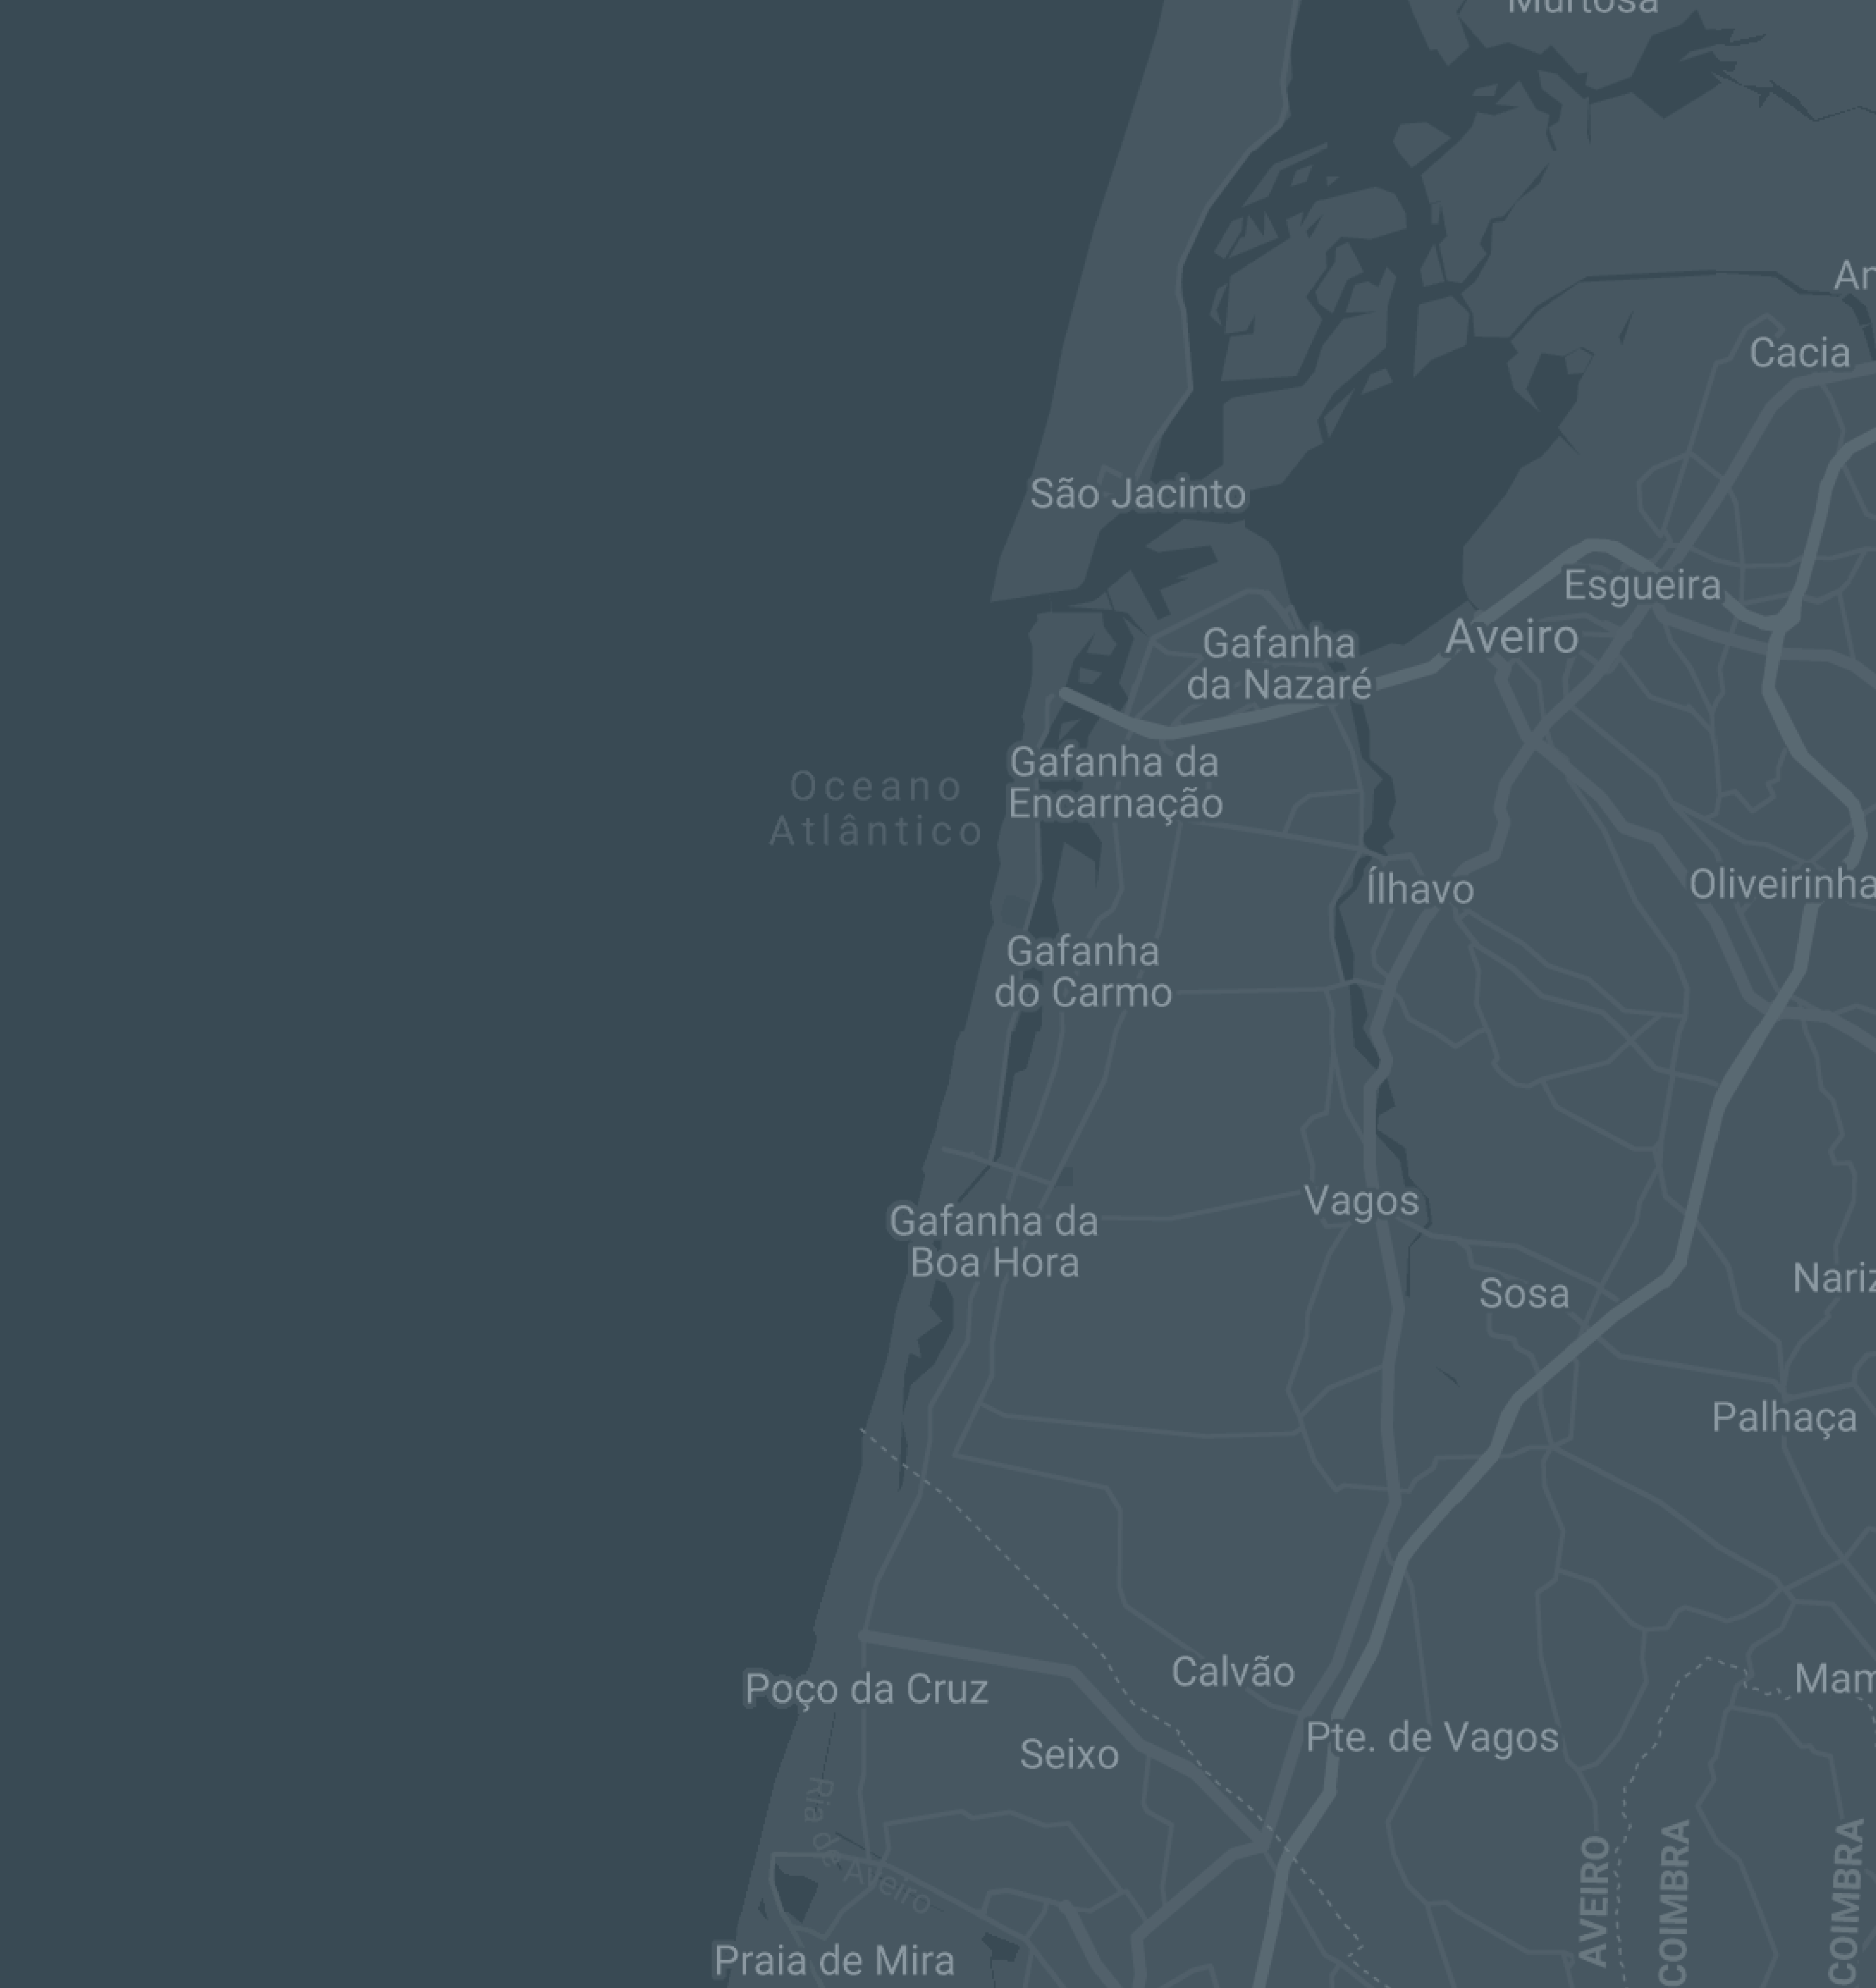 Murtosa
Cacia
São Jacinto
Esgueira
Aveiro
Gafanha
da Nazaré
Gafanha da
Encarnação
Oceano
Atlântico
Ílhavo
Oliveirinha
Gafanha
do Carmo
Vagos
Gafanha da
Boa Hora
Sosa
Nariz
Palhaça
Calvão
Mam
Poço da Cruz
Pte. de Vagos
Seixo
Ria de Aveiro
AVEIRO
COIMBRA
COIMBRA
Praia de Mira